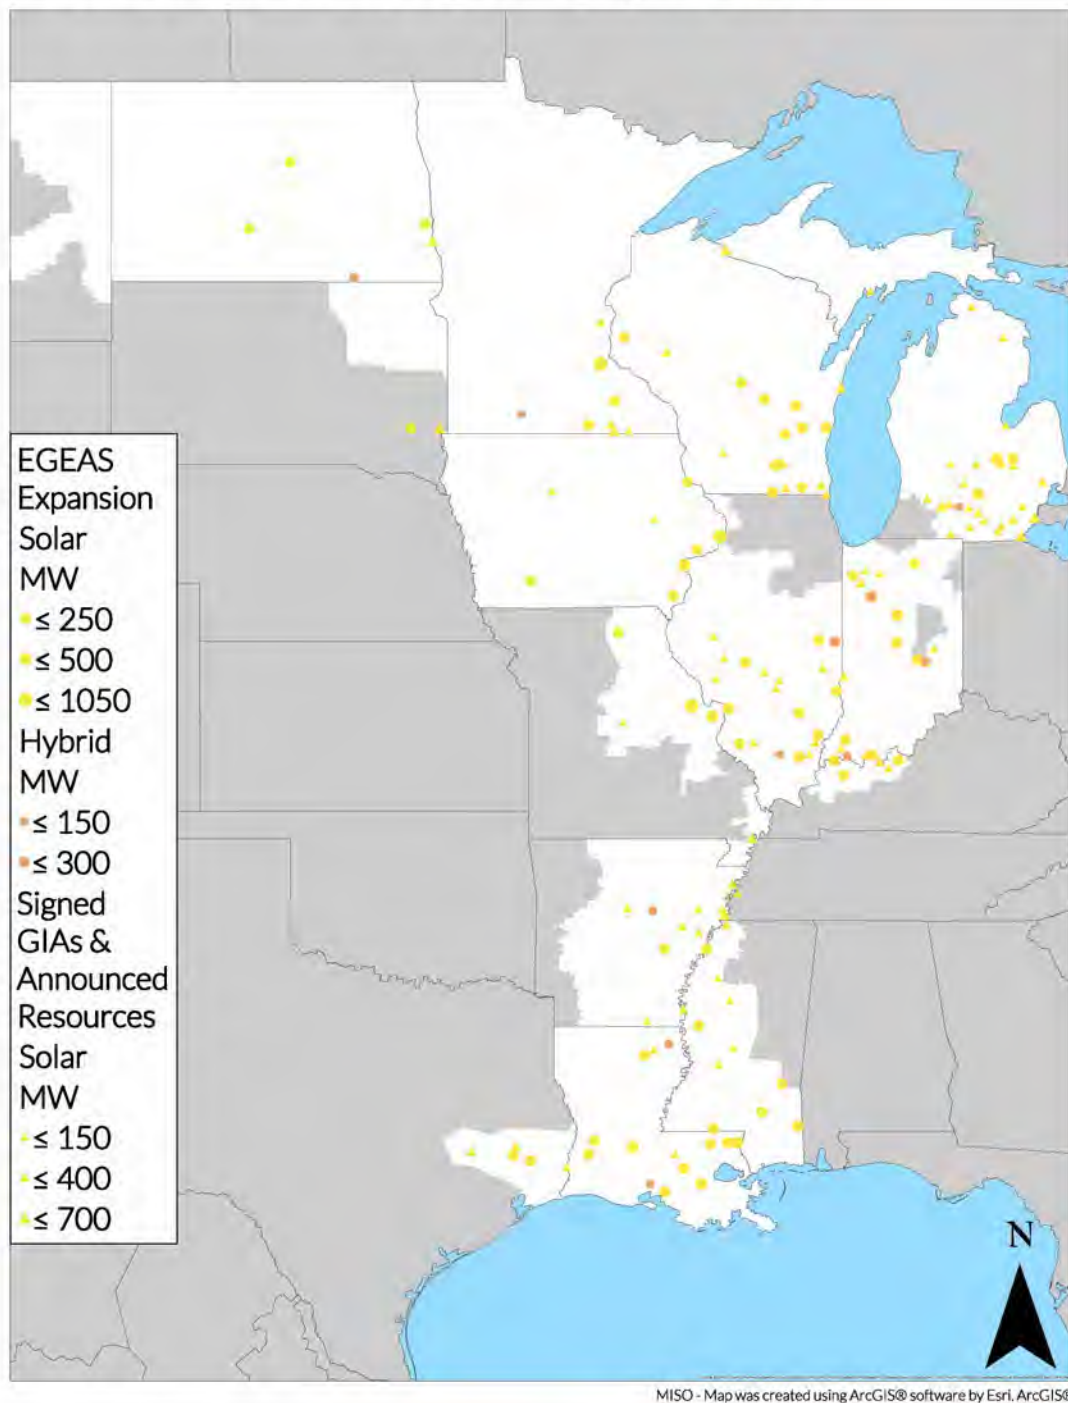 EGEAS
Expansion
Solar
MW
≤ 250
≤ 500
≤ 1050
Hybrid
MW
≤ 150
≤ 300
Signed
GIAs &
Announced
Resources
Solar
MW
≤ 150
≤ 400
≤ 700
N
MISO - Map was created using ArcGIS® software by Esri. ArcGIS®